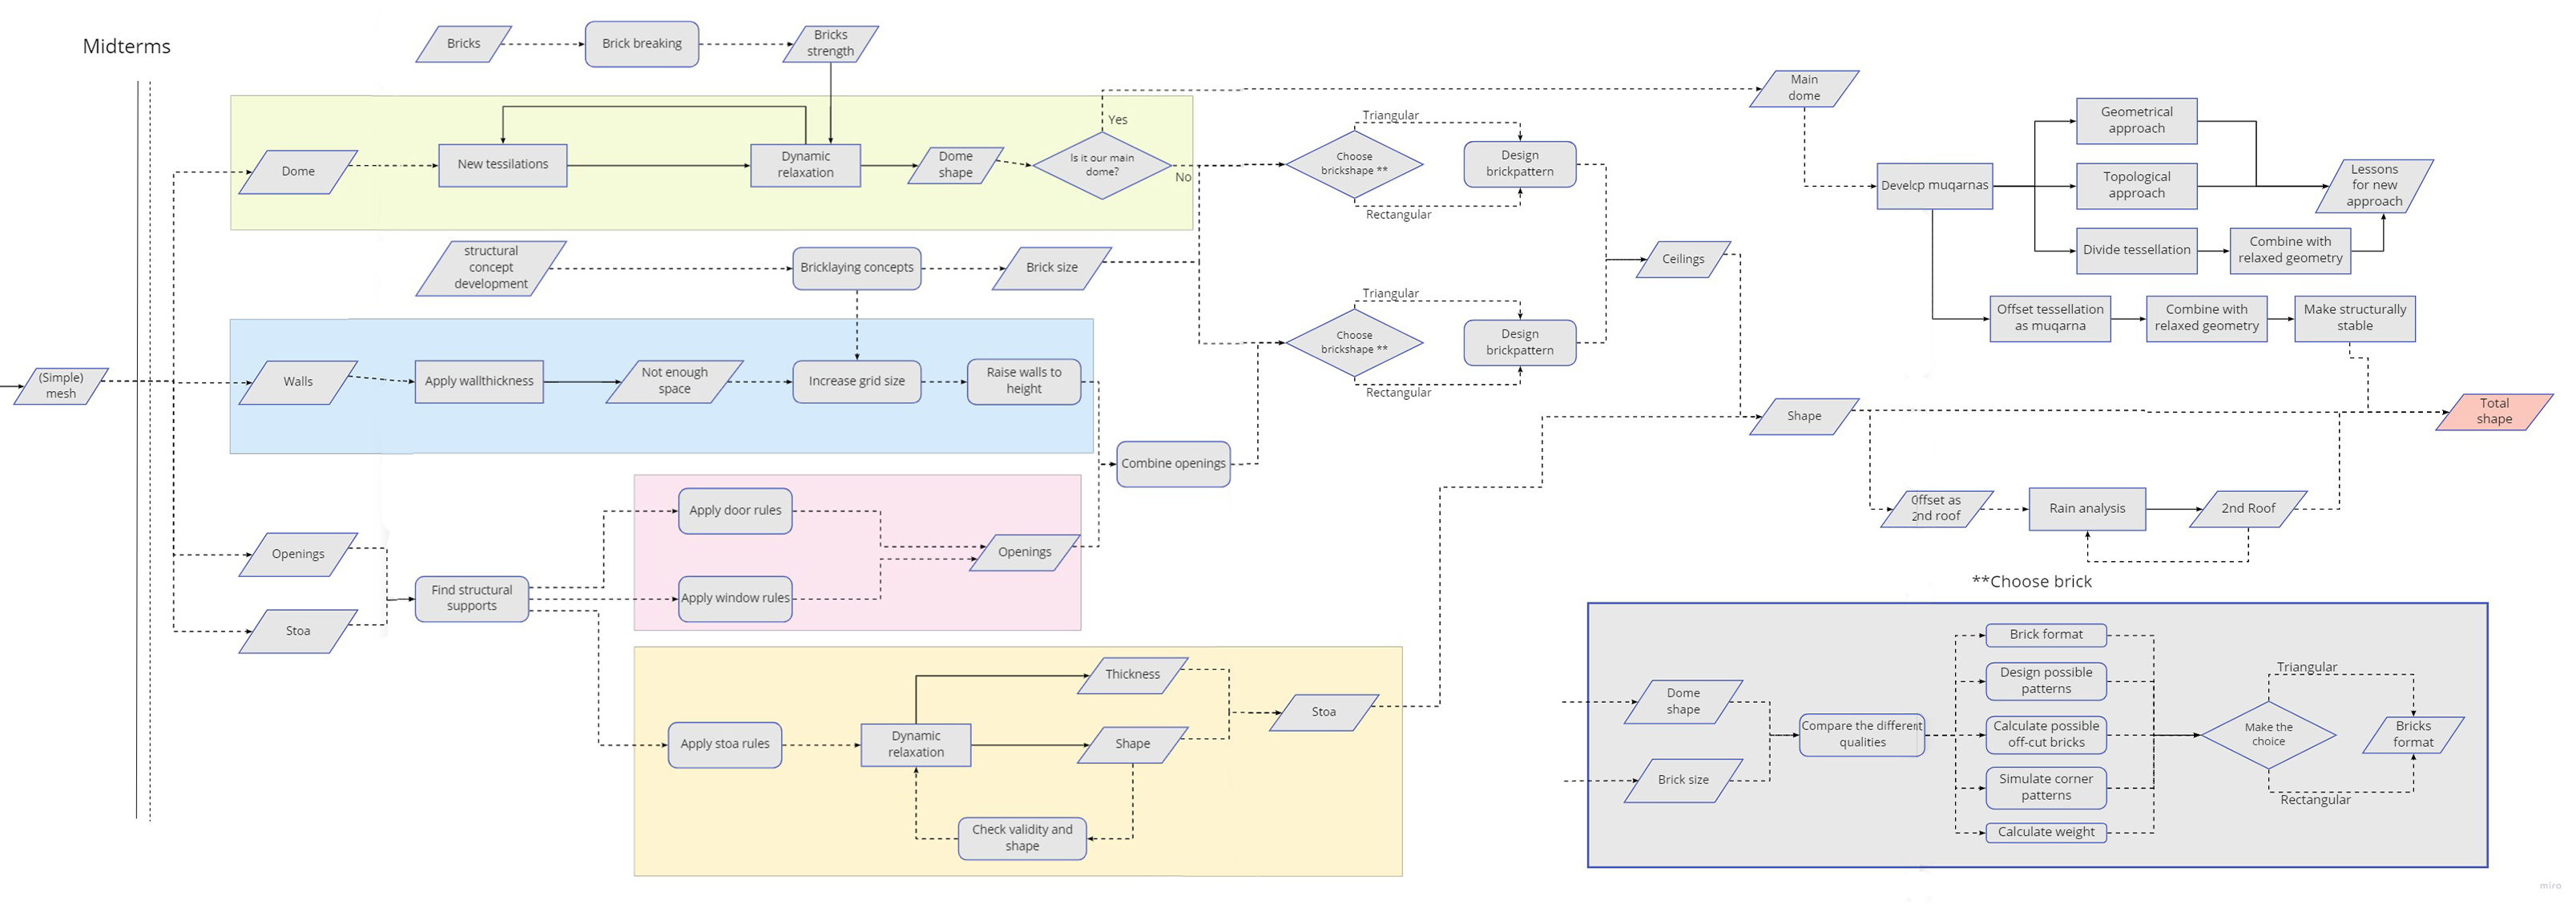 Midterms
Bricks
Brick breaking
Bricks
strength
Main
dome
Yes
Triangular
Geometrical
approach
Dome
New tessilations
Dynamic
relaxation
Dome
shape
Is it our main
dome?
No
Choose
brickshape **
Design
brickpattern
Rectangular
Develcp muqarnas
Topological
approach
Lessons
for new
approach
Divide tessellation
Combine with
relaxed geometry
structural
concept
development
Bricklaying concepts
Brick size
Ceilings
Triangular
Choose
brickshape **
Design
brickpattern
Rectangular
Offset tessellation
as muqarna
Combine with
relaxed geometry
Make structurally
stable
(Simple)
mesh
Walls
Apply wallthickness
Not enough
space
Increase grid size
Raise walls to
height
Shape
Total
shape
Combine openings
Apply door rules
Openings
Openings
Find structural
supports
Apply window rules
Stoa
Offset as
2nd roof
Rain analysis
2nd Roof
Thickness
Apply stoa rules
Dynamic
relaxation
Shape
Stoa
Check validity and
shape
**Choose brick
Dome
shape
Brick size
Compare the different
qualities
Brick format
Design possible
patterns
Calculate possible
off-cut bricks
Simulate corner
patterns
Calculate weight
Triangular
Make the
choice
Bricks
format
Rectangular
miro